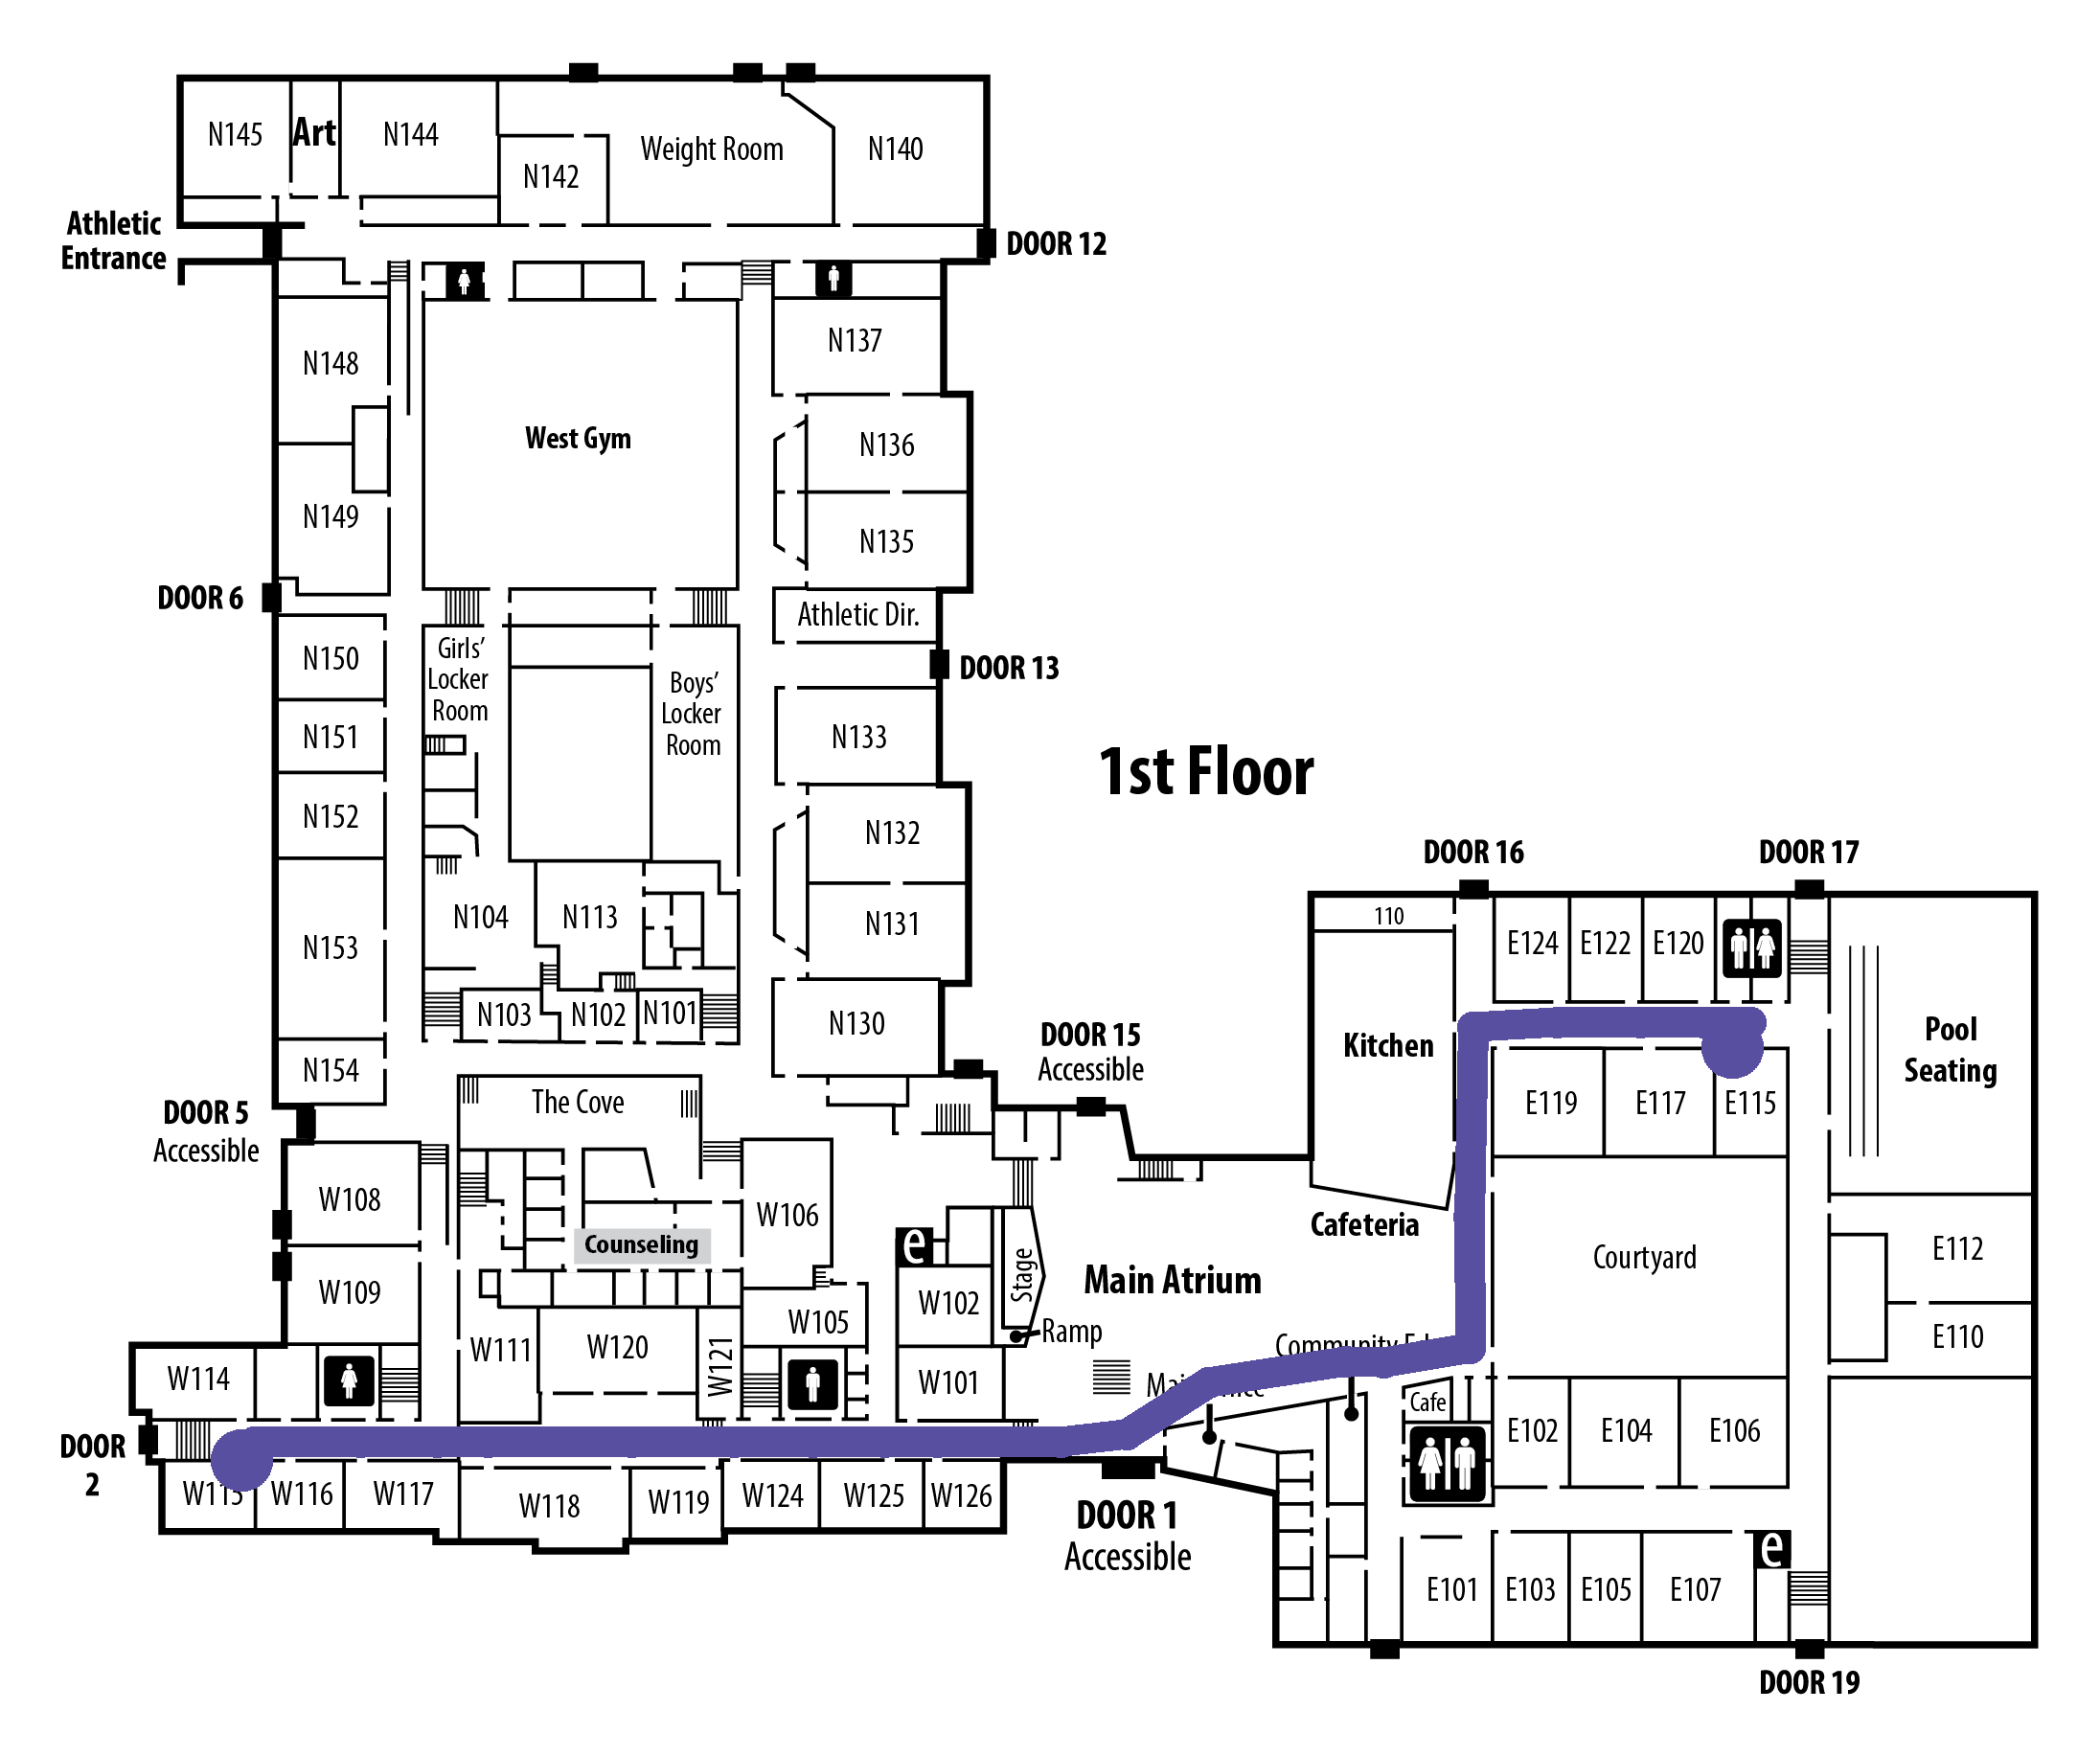 N145
Art
N144
N142
Weight Room
N140
Athletic
Entrance
DOOR 12
N148
N137
West Gym
N136
N149
N135
DOOR 6
Athletic Dir.
N150
Girls'
Locker
Room
DOOR 13
Boys'
Locker
Room
N151
N133
1st Floor
N152
N132
DOOR 16
DOOR 17
N153
N104
N113
N131
110
E124
E122
E120
N103
N102
N101
N130
DOOR 15
Accessible
Kitchen
Pool
Seating
N154
The Cove
DOOR 5
Accessible
E119
E117
E115
W108
W106
Cafeteria
Counseling
e
Courtyard
E112
W109
Stage
Main Atrium
W102
W105
Ramp
E110
W111
W120
W121
Community
W114
W101
Cafe
DOOR
2
E102
E104
E106
W115
W116
W117
W118
W119
W124
W125
W126
DOOR 1
Accessible
e
E101
E103
E105
E107
DOOR 19